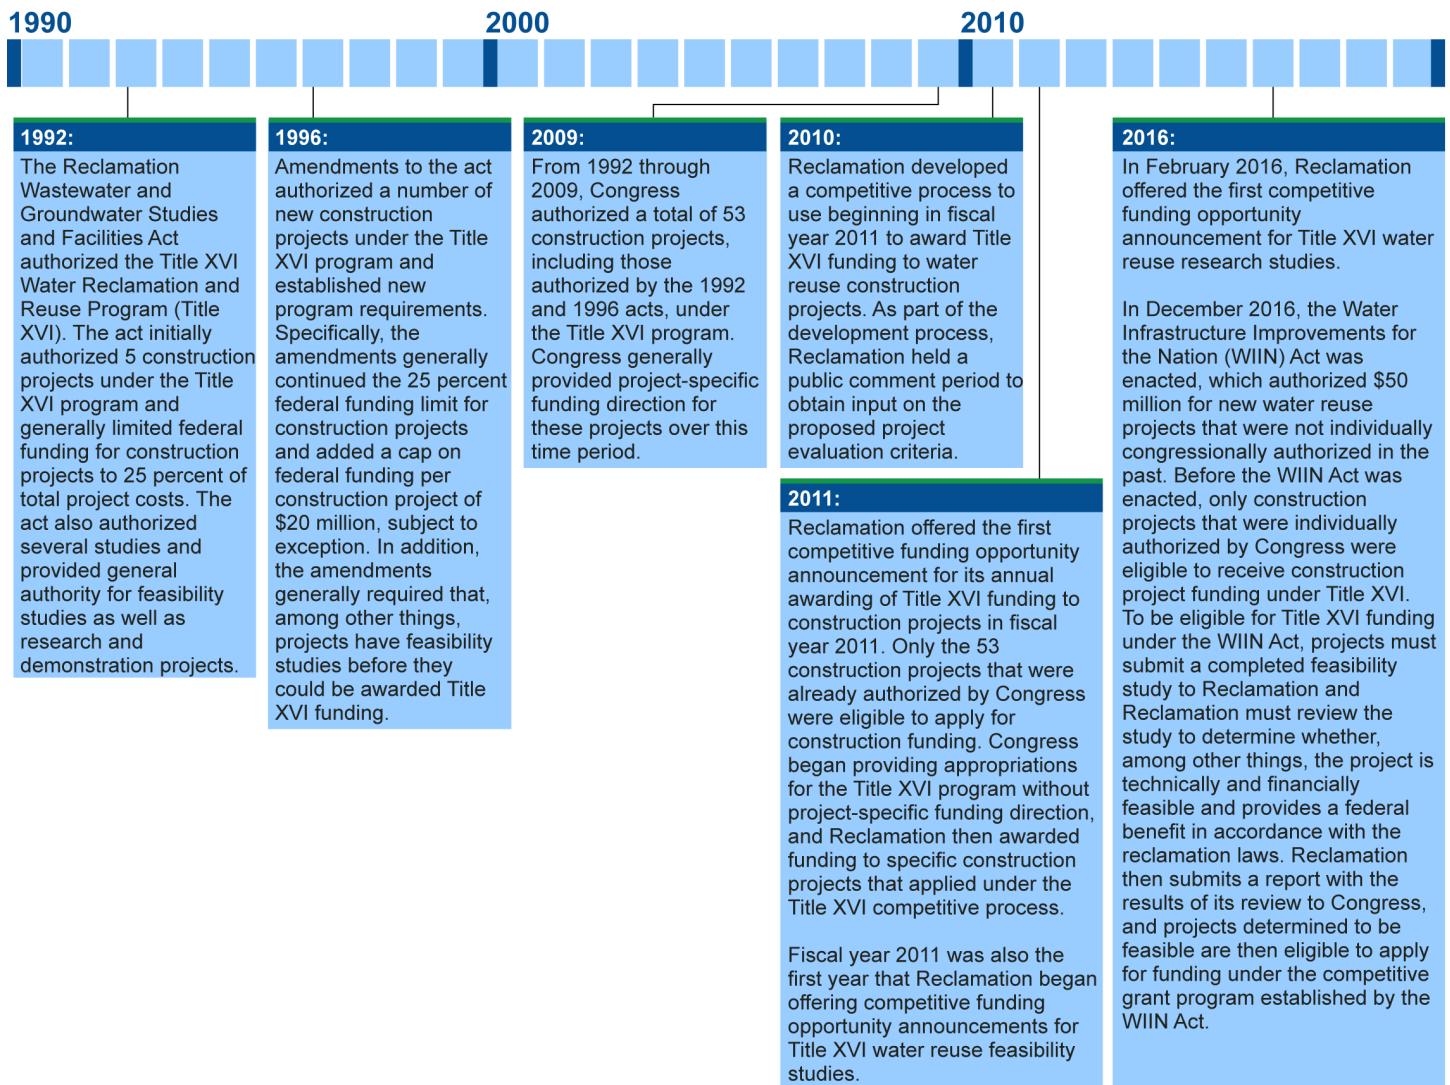 1990
2000
2010
1992:
The Reclamation
Wastewater and
Groundwater Studies
and Facilities Act
authorized the Title XVI
Water Reclamation and
Reuse Program (Title
XVI). The act initially
authorized 5 construction
projects under the Title
XVI program and
generally limited federal
funding for construction
projects to 25 percent of
total project costs. The
act also authorized
several studies and
provided general
authority for feasibility
studies as well as
research and
demonstration projects.
1996:
Amendments to the act
authorized a number of
new construction
projects under the Title
XVI program and
established new
program requirements.
Specifically, the
amendments generally
continued the 25 percent
federal funding limit for
construction projects
and added a cap on
federal funding per
construction project of
$20 million, subject to
exception. In addition,
the amendments
generally required that,
among other things,
projects have feasibility
studies before they
could be awarded Title
XVI funding.
2009:
From 1992 through
2009, Congress
authorized a total of 53
construction projects,
including those
authorized by the 1992
and 1996 acts, under
the Title XVI program.
Congress generally
provided project-specific
funding direction for
these projects over this
time period.
2010:
Reclamation developed
a competitive process to
use beginning in fiscal
year 2011 to award Title
XVI funding to water
reuse construction
projects. As part of the
development process,
Reclamation held a
public comment period to
obtain input on the
proposed project
evaluation criteria.
2011:
Reclamation offered the first
competitive funding opportunity
announcement for its annual
awarding of Title XVI funding to
construction projects in fiscal
year 2011. Only the 53
construction projects that were
already authorized by Congress
were eligible to apply for
construction funding. Congress
began providing appropriations
for the Title XVI program without
project-specific funding direction,
and Reclamation then awarded
funding to specific construction
projects that applied under the
Title XVI competitive process.
Fiscal year 2011 was also the
first year that Reclamation began
offering competitive funding
opportunity announcements for
Title XVI water reuse feasibility
studies.
2016:
In February 2016, Reclamation
offered the first competitive
funding opportunity
announcement for Title XVI water
reuse research studies.
In December 2016, the Water
Infrastructure Improvements for
the Nation (WIIN) Act was
enacted, which authorized $50
million for new water reuse
projects that were not individually
congressionally authorized in the
past. Before the WIIN Act was
enacted, only construction
projects that were individually
authorized by Congress were
eligible to receive construction
project funding under Title XVI.
To be eligible for Title XVI funding
under the WIIN Act, projects must
submit a completed feasibility
study to Reclamation and
Reclamation must review the
study to determine whether,
among other things, the project is
technically and financially
feasible and provides a federal
benefit in accordance with the
reclamation laws. Reclamation
then submits a report with the
results of its review to Congress,
and projects determined to be
feasible are then eligible to apply
for funding under the competitive
grant program established by the
WIIN Act.